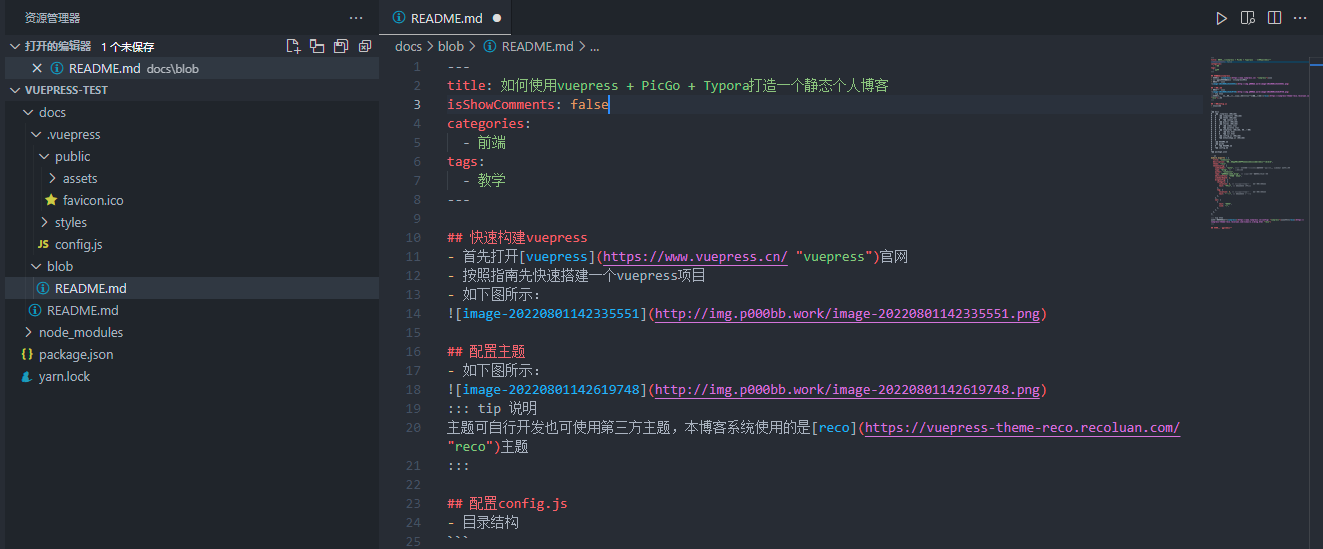 资源管理器
打开的编辑器 1 个未保存
README.md docs\blob
VUEPRESS-TEST
docs
.vuepress
public
assets
favicon.ico
styles
JS config.js
blob
README.md
README.md
node_modules
{} package.json
yarn.lock
README.md
docs > blob > README.md > ...
1 ---
2 title: 如何使用vuepress + PicGo + Typora打造一个静态个人博客
3 isShowComments: false
4 categories:
5 - 前端
6 tags:
7 - 教学
8 ---
9
10 ## 快速构建vuepress
11 - 首先打开[vuepress](https://www.vuepress.cn/ "vuepress")官网
12 - 按照指南先快速搭建一个vuepress项目
13 - 如下图所示：
14 ![image-20220801142335551](http://img.p000bb.work/image-20220801142335551.png)
15
16 ## 配置主题
17 - 如下图所示：
18 ![image-20220801142619748](http://img.p000bb.work/image-20220801142619748.png)
19 ::: tip 说明
20 主题可自行开发也可使用第三方主题，本博客系统使用的是[reco](https://vuepress-theme-reco.recoluan.com/
"reco")主题
21 :::
22
23 ## 配置config.js
24 - 目录结构
25 ```